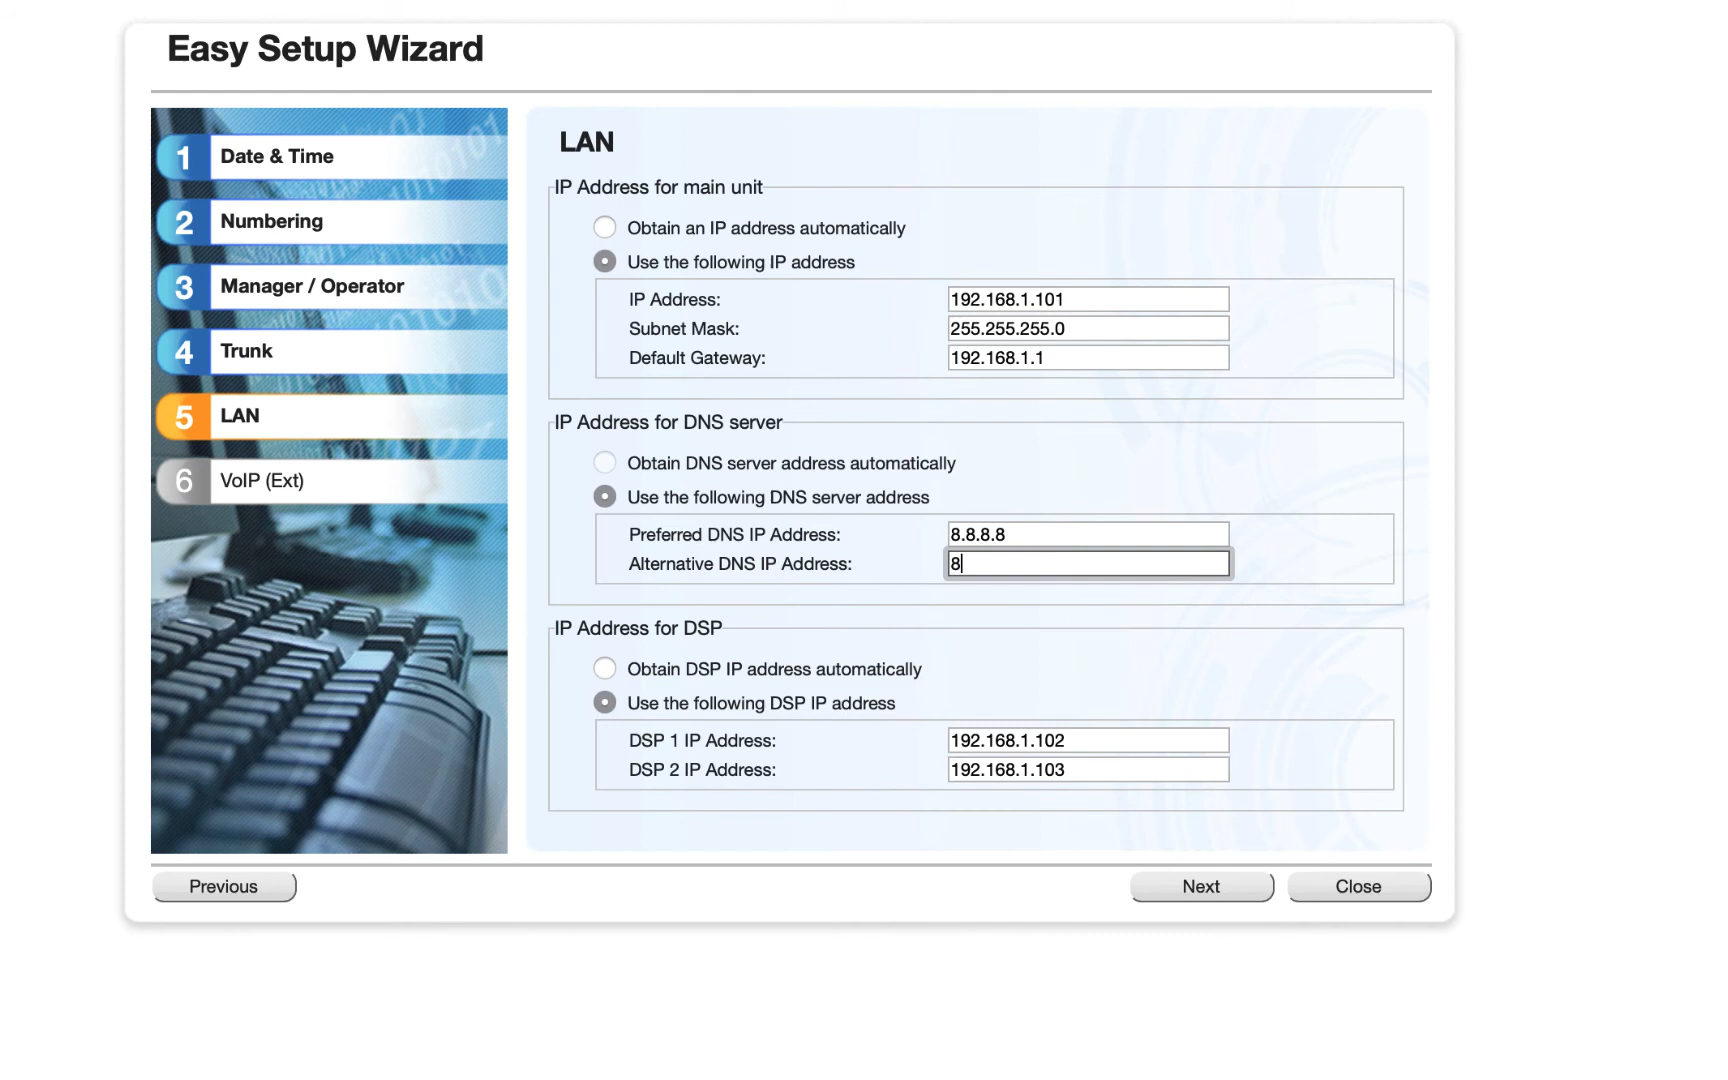 Easy Setup Wizard
1 Date & Time
2 Numbering
3 Manager / Operator
4 Trunk
5 LAN
6 VoIP (Ext)
LAN
IP Address for main unit
Obtain an IP address automatically
Use the following IP address
IP Address: 192.168.1.101
Subnet Mask: 255.255.255.0
Default Gateway: 192.168.1.1
IP Address for DNS server
Obtain DNS server address automatically
Use the following DNS server address
Preferred DNS IP Address: 8.8.8.8
Alternative DNS IP Address: 8
IP Address for DSP
Obtain DSP IP address automatically
Use the following DSP IP address
DSP 1 IP Address: 192.168.1.102
DSP 2 IP Address: 192.168.1.103
Previous
Next
Close